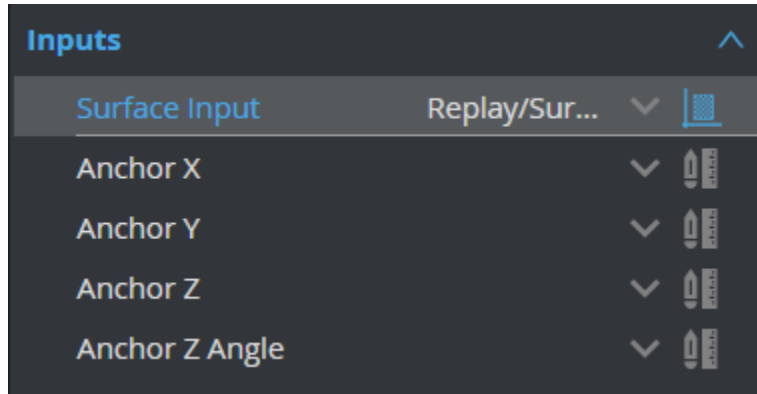 Inputs
Surface Input Replay/Sur...
Anchor X
Anchor Y
Anchor Z
Anchor Z Angle